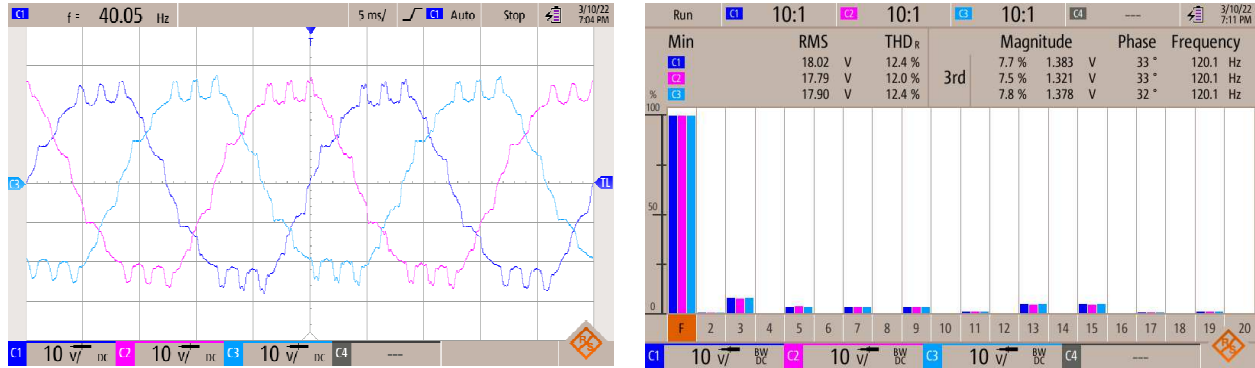 C1 f = 40.05 Hz 5 ms/ C1 Auto Stop 3/10/22
7:04 PM
T
C3 TL
C1 10 V/ DC C2 10 V/ DC C3 10 V/ DC C4 ---
R S
Run C1 10:1 C2 10:1 C3 10:1 C4 --- 3/10/22
7:11 PM
Min RMS THD R Magnitude Phase Frequency
C1 18.02 V 12.4 % 7.7 % 1.383 V 33 ° 120.1 Hz
C2 17.79 V 12.0 % 3rd 7.5 % 1.321 V 33 ° 120.1 Hz
C3 17.90 V 12.4 % 7.8 % 1.378 V 32 ° 120.1 Hz
%
100
50
0
F 2 3 4 5 6 7 8 9 10 11 12 13 14 15 16 17 18 19 20
C1 10 V/ BW DC C2 10 V/ BW DC C3 10 V/ BW DC C4 ---
R S